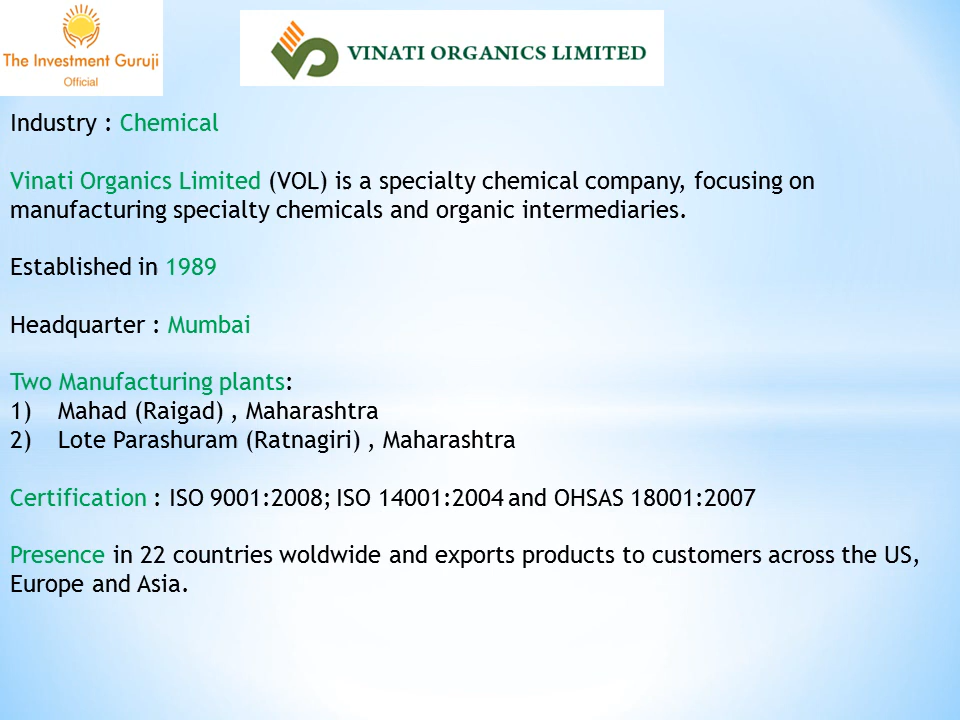 The Investment Guruji
Official
VINATI ORGANICS LIMITED
Industry : Chemical
Vinati Organics Limited (VOL) is a specialty chemical company, focusing on
manufacturing specialty chemicals and organic intermediaries.
Established in 1989
Headquarter : Mumbai
Two Manufacturing plants:
1) Mahad (Raigad) , Maharashtra
2) Lote Parashuram (Ratnagiri) , Maharashtra
Certification : ISO 9001:2008; ISO 14001:2004 and OHSAS 18001:2007
Presence in 22 countries woldwide and exports products to customers across the US,
Europe and Asia.